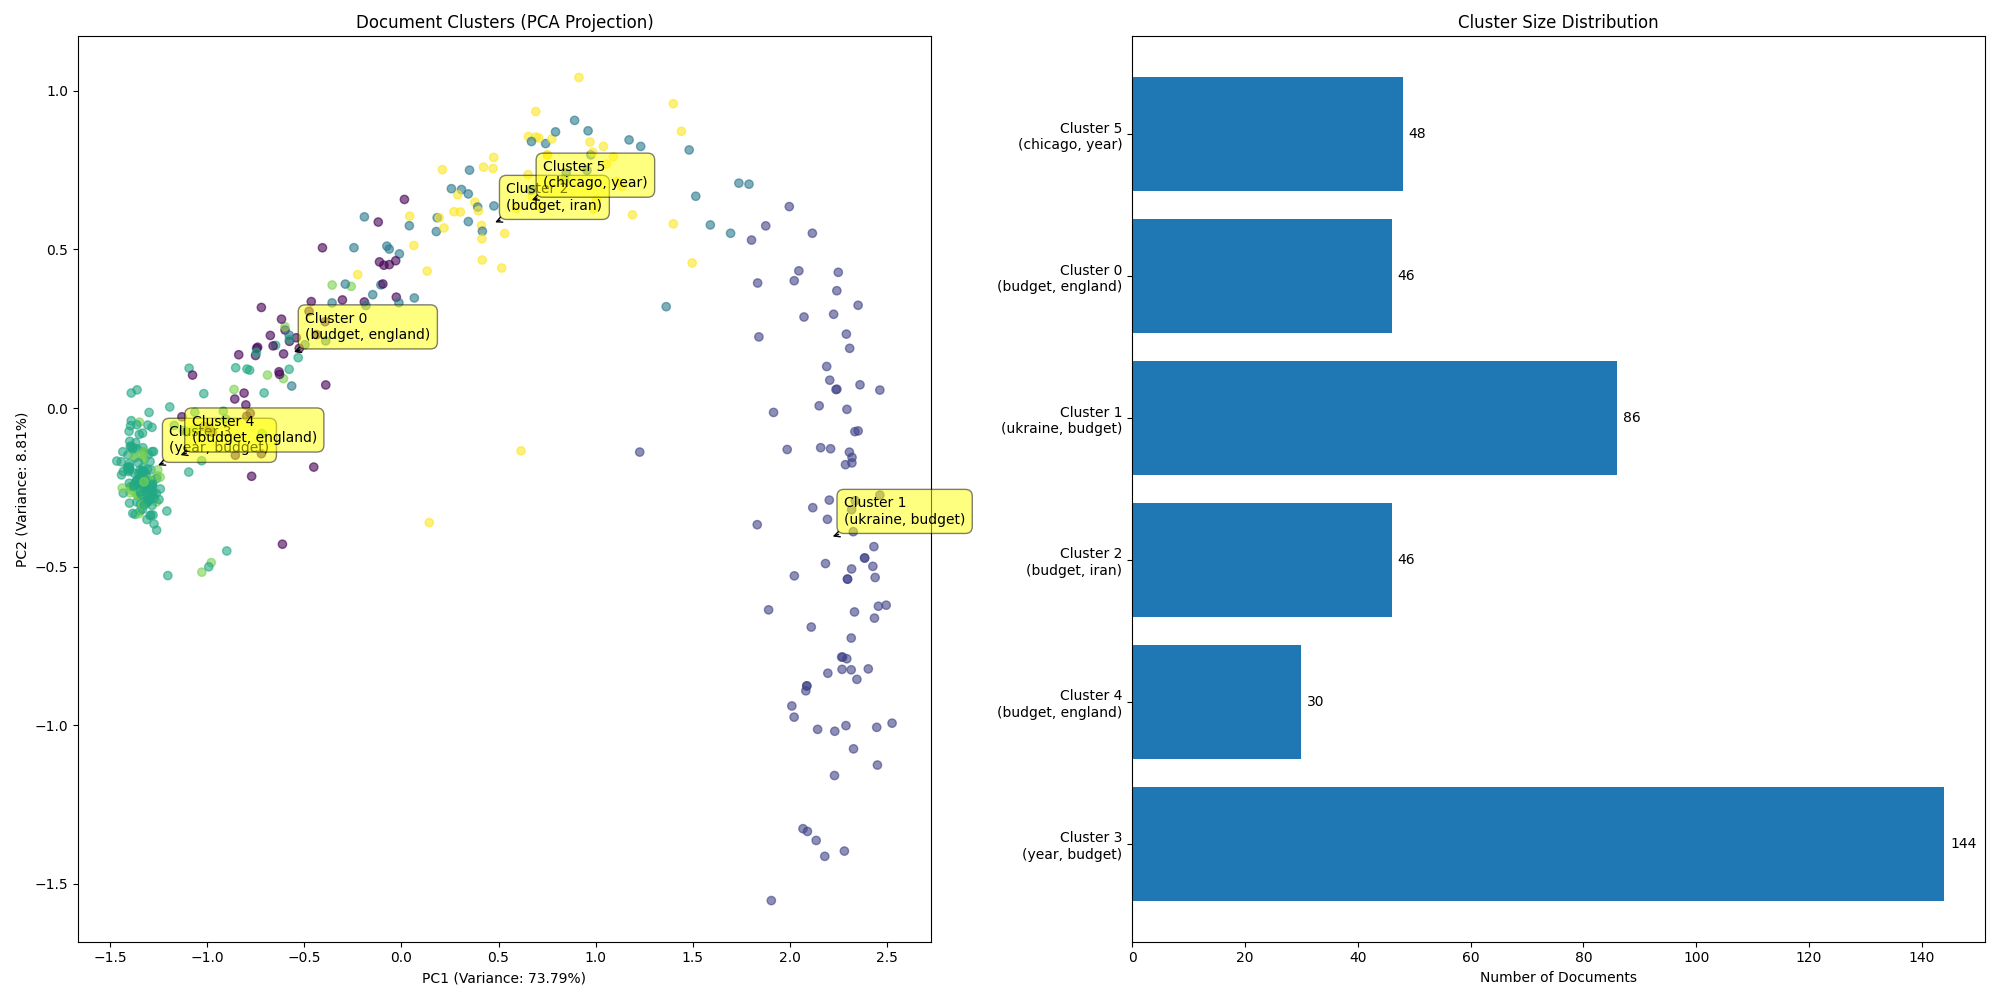 Document Clusters (PCA Projection)
1.0
0.5
0.0
−0.5
−1.0
−1.5
PC2 (Variance: 8.81%)
Cluster 5
(chicago, year)
Cluster 2
(budget, iran)
Cluster 0
(budget, england)
Cluster 4
(budget, england)
Cluster 3
(year, budget)
Cluster 1
(ukraine, budget)
−1.5 −1.0 −0.5 0.0 0.5 1.0 1.5 2.0 2.5
PC1 (Variance: 73.79%)
Cluster Size Distribution
Cluster 5
(chicago, year)
48
Cluster 0
(budget, england)
46
Cluster 1
(ukraine, budget)
86
Cluster 2
(budget, iran)
46
Cluster 4
(budget, england)
30
Cluster 3
(year, budget)
144
0 20 40 60 80 100 120 140
Number of Documents